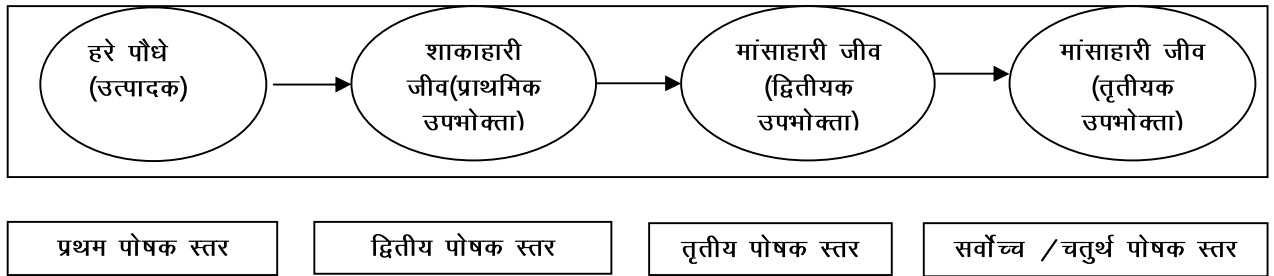 हरे पौधे
(उत्पादक)
शाकाहारी
जीव(प्राथमिक
उपभोक्ता)
मांसाहारी जीव
(द्वितीयक
उपभोक्ता)
मांसाहारी जीव
(तृतीयक
उपभोक्ता)
प्रथम पोषक स्तर
द्वितीय पोषक स्तर
तृतीय पोषक स्तर
सर्वोच्च /चतुर्थ पोषक स्तर